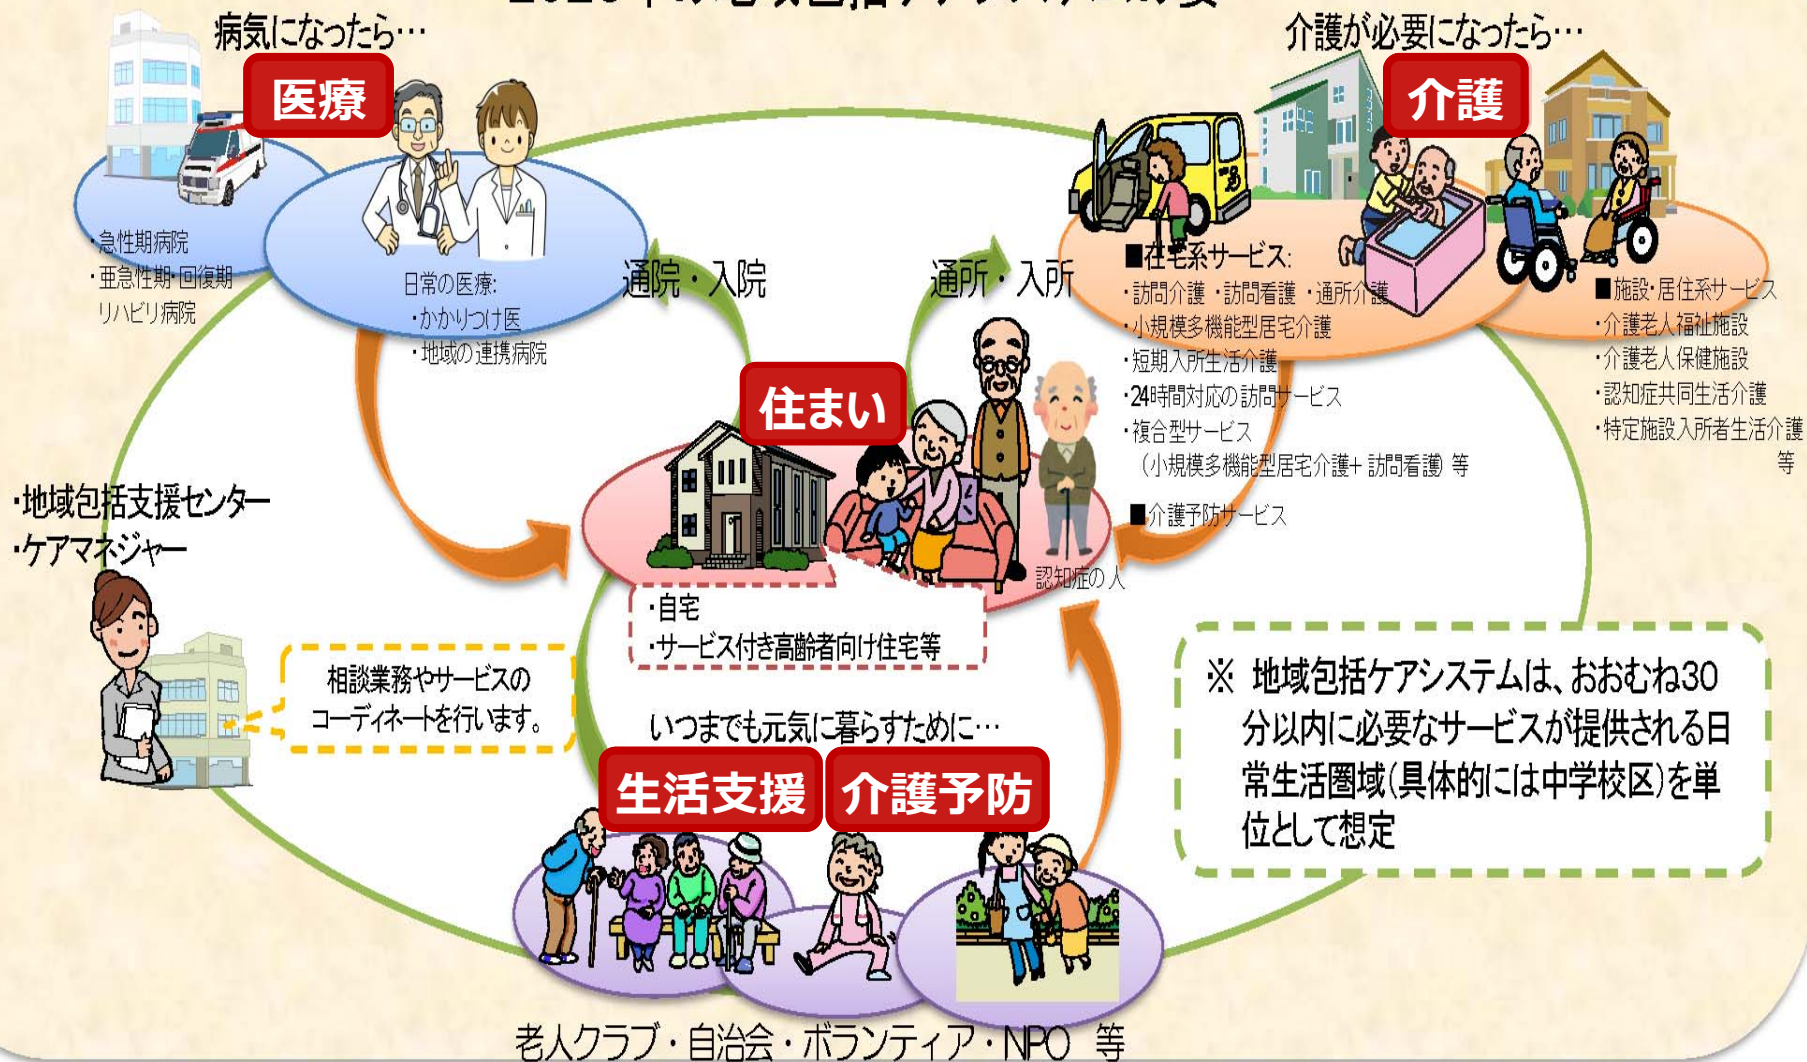 病気になったら…
医療
介護が必要になったら…
介護
・急性期病院
・亜急性期・回復期
リハビリ病院
日常の医療:
・かかりつけ医
・地域の連携病院
通院・入院
通所・入所
■在宅系サービス:
・訪問介護 ・訪問看護 ・通所介護
・小規模多機能型居宅介護
・短期入所生活介護
・24時間対応の訪問サービス
・複合型サービス
（小規模多機能型居宅介護+ 訪問看護） 等
■介護予防サービス
■施設・居住系サービス
・介護老人福祉施設
・介護老人保健施設
・認知症共同生活介護
・特定施設入所者生活介護
等
住まい
認知症の人
・自宅
・サービス付き高齢者向け住宅等
・地域包括支援センター
・ケアマネジャー
相談業務やサービスの
コーディネートを行います。
いつまでも元気に暮らすために…
生活支援
介護予防
※ 地域包括ケアシステムは、おおむね30
分以内に必要なサービスが提供される日
常生活圏域(具体的には中学校区)を単
位として想定
老人クラブ・自治会・ボランティア・NPO 等